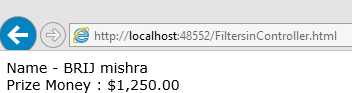 http://localhost:48552/FiltersinController.html
Name - BRIJ mishra
Prize Money : $1,250.00